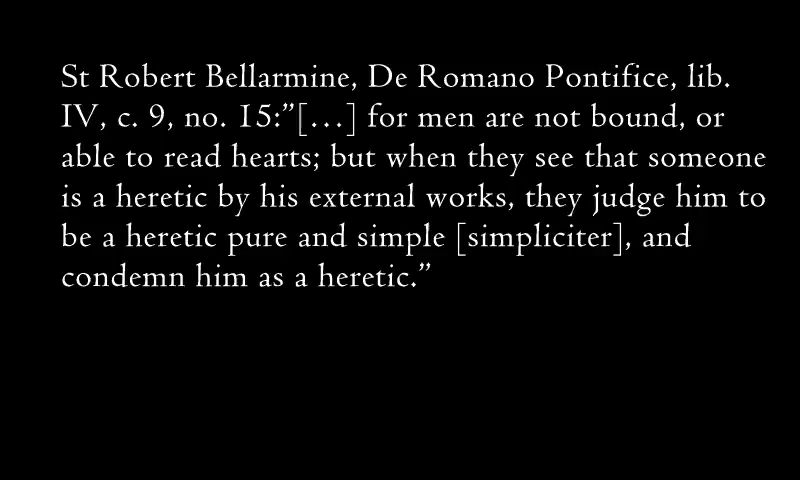 St Robert Bellarmine, De Romano Pontifice, lib.
IV, c. 9, no. 15:”[…] for men are not bound, or
able to read hearts; but when they see that someone
is a heretic by his external works, they judge him to
be a heretic pure and simple [simpliciter], and
condemn him as a heretic.”